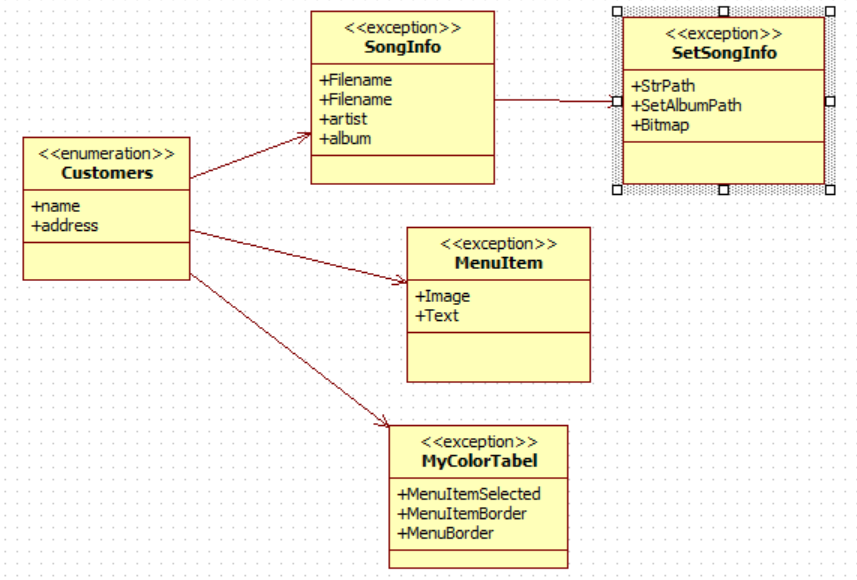 <<exception>>
SongInfo
+Filename
+Filename
+artist
+album
<<exception>>
SetSongInfo
+StrPath
+SetAlbumPath
+Bitmap
<<enumeration>>
Customers
+name
+address
<<exception>>
MenuItem
+Image
+Text
<<exception>>
MyColorTabel
+MenuItemSelected
+MenuItemBorder
+MenuBorder